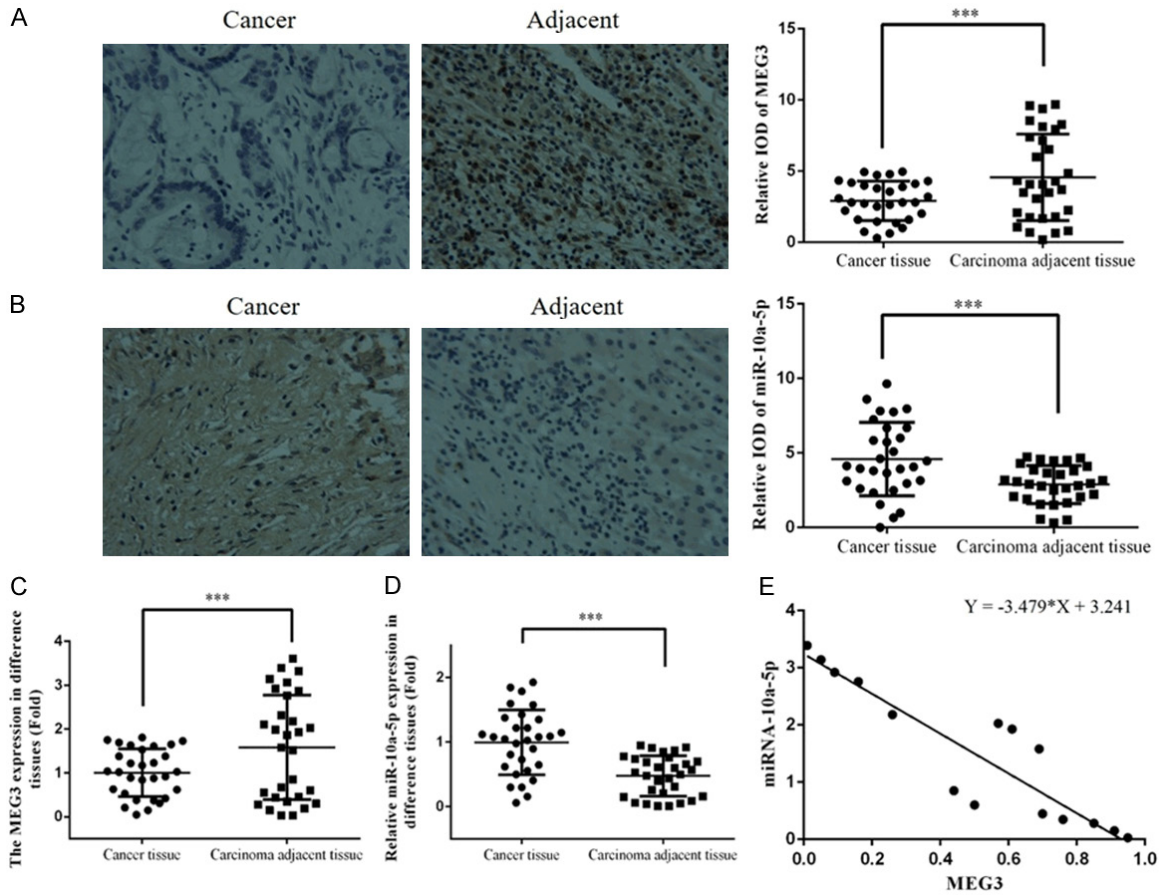 A
Cancer
Adjacent
Relative IOD of MEG3
15
10
5
0
***
Cancer tissue
Carcinoma adjacent tissue
B
Cancer
Adjacent
Relative IOD of miR-10a-5p
15
10
5
0
***
Cancer tissue
Carcinoma adjacent tissue
C
The MEG3 expression in difference
tissues (Fold)
4
3
2
1
0
***
Cancer tissue
Carcinoma adjacent tissue
D
Relative miR-10a-5p expression in
difference tissues (Fold)
2
1
0
***
Cancer tissue
Carcinoma adjacent tissue
E
Y = -3.479*X + 3.241
miRNA-10a-5p
4
3
2
1
0
0.0 0.2 0.4 0.6 0.8 1.0
MEG3